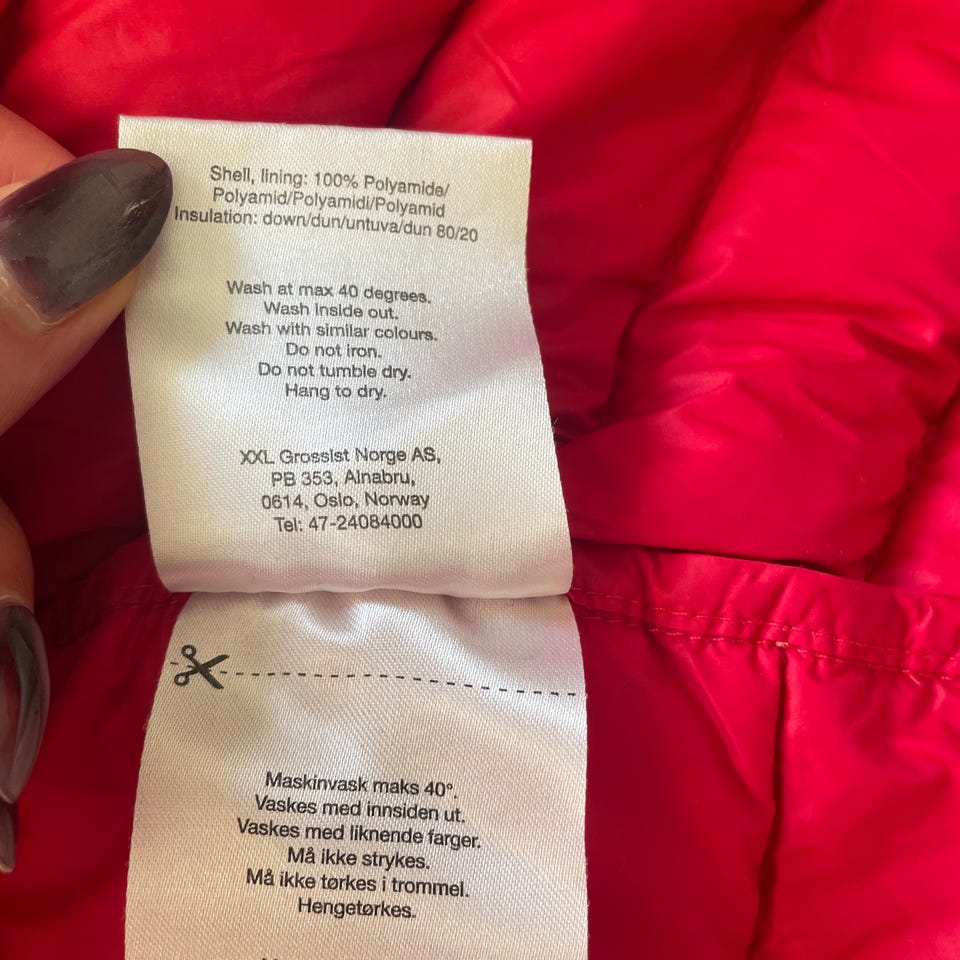 Shell, lining: 100% Polyamide/
Polyamid/Polyamidi/Polyamid
Insulation: down/dun/untuva/dun 80/20
Wash at max 40 degrees.
Wash inside out.
Wash with similar colours.
Do not iron.
Do not tumble dry.
Hang to dry.
XXL Grossist Norge AS,
PB 353, Alnabru,
0614, Oslo, Norway
Tel: 47-24084000
Maskinvask maks 40°.
Vaskes med innsiden ut.
Vaskes med liknende farger.
Må ikke strykes.
Må ikke tørkes i trommel.
Hengetørkes.